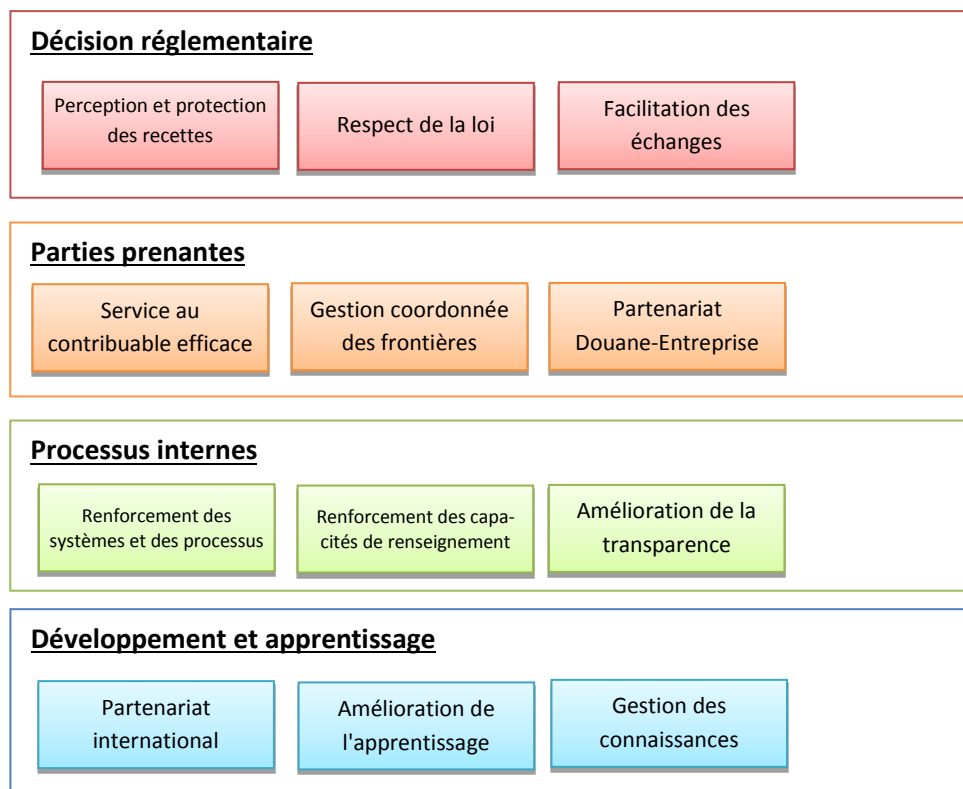 Décision réglementaire
Perception et protection
des recettes
Respect de la loi
Facilitation des
échanges
Parties prenantes
Service au
contribuable efficace
Gestion coordonnée
des frontières
Partenariat
Douane-Entreprise
Processus internes
Renforcement des
systèmes et des processus
Renforcement des capa-
cités de renseignement
Amélioration de la
transparence
Développement et apprentissage
Partenariat
international
Amélioration de
l'apprentissage
Gestion des
connaissances